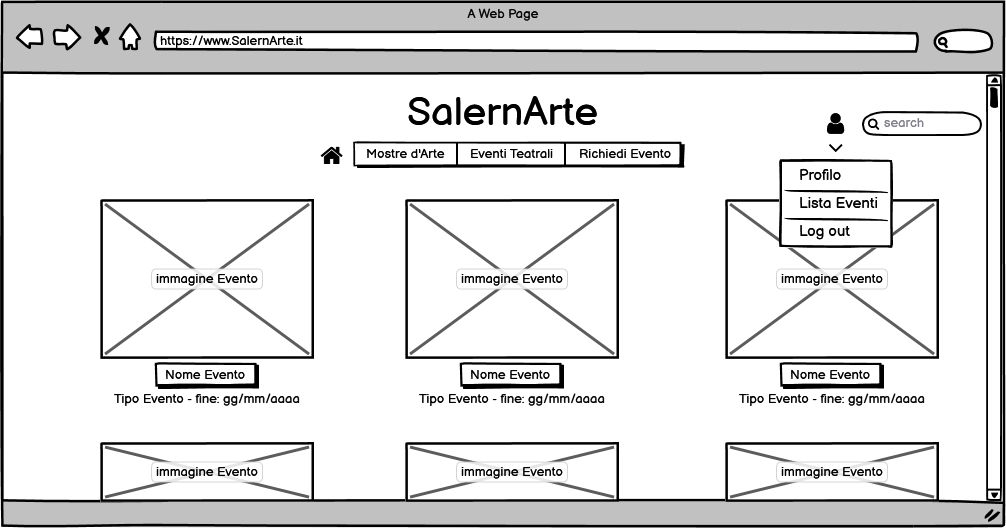 A Web Page
https://www.SalernArte.it
SalernArte
search
Mostre d'Arte Eventi Teatrali Richiedi Evento
Profilo
Lista Eventi
Log out
immagine Evento immagine Evento immagine Evento
Nome Evento Nome Evento Nome Evento
Tipo Evento - fine: gg/mm/aaaa Tipo Evento - fine: gg/mm/aaaa Tipo Evento - fine: gg/mm/aaaa
immagine Evento immagine Evento immagine Evento